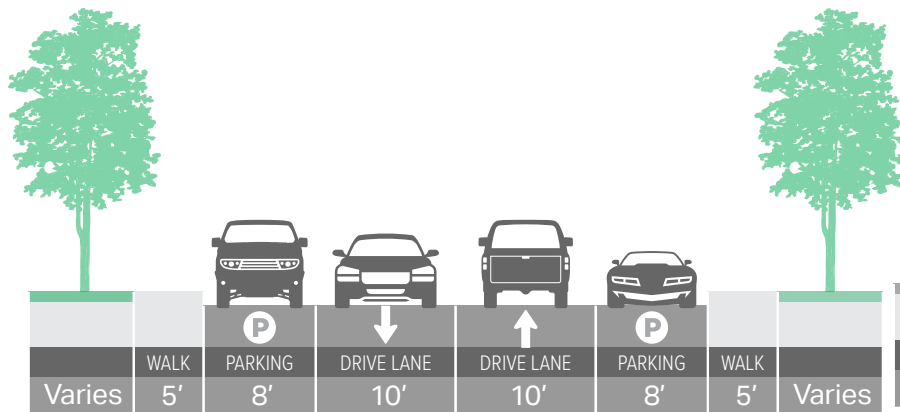 P P
WALK PARKING DRIVE LANE DRIVE LANE PARKING WALK
Varies 5′ 8′ 10′ 10′ 8′ 5′ Varies